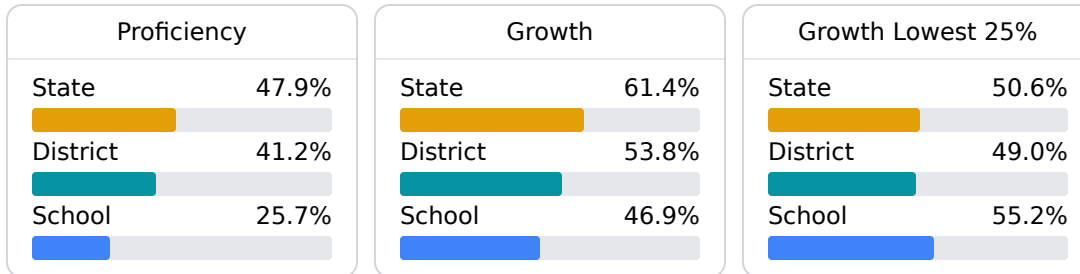 Proficiency
State 47.9%
District 41.2%
School 25.7%
Growth
State 61.4%
District 53.8%
School 46.9%
Growth Lowest 25%
State 50.6%
District 49.0%
School 55.2%